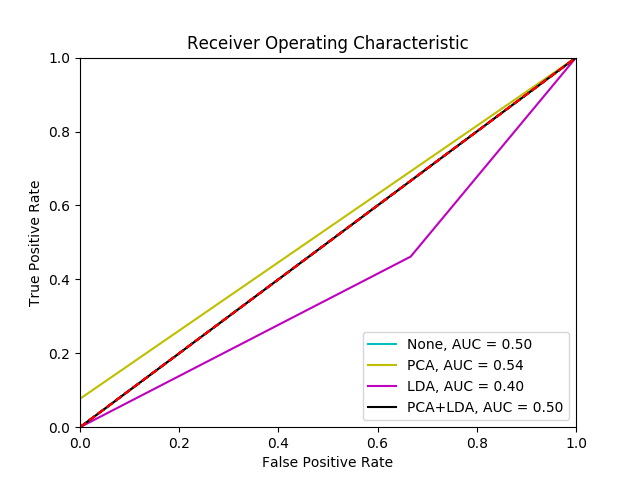 Receiver Operating Characteristic
True Positive Rate
1.0
0.8
0.6
0.4
0.2
0.0
None, AUC = 0.50
PCA, AUC = 0.54
LDA, AUC = 0.40
PCA+LDA, AUC = 0.50
0.0 0.2 0.4 0.6 0.8 1.0
False Positive Rate